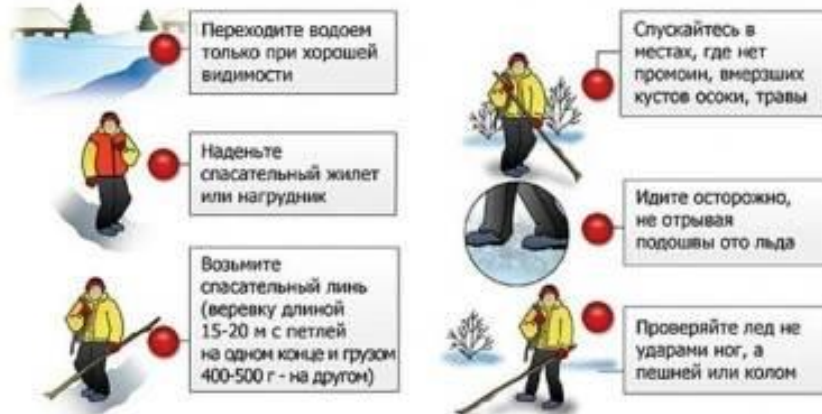 Переходите водоем
только при хорошей
видимости
Наденьте
спасательный жилет
или нагрудник
Возьмите
спасательный линь
(веревку длиной
15-20 м с петлей
на одном конце и грузом
400-500 г - на другом)
Спускайтесь в
местах, где нет
промоин, вмерзших
кустов осоки, травы
Идите осторожно,
не отрывая
подошвы ото льда
Проверяйте лед не
ударами ног, а
пешней или колом